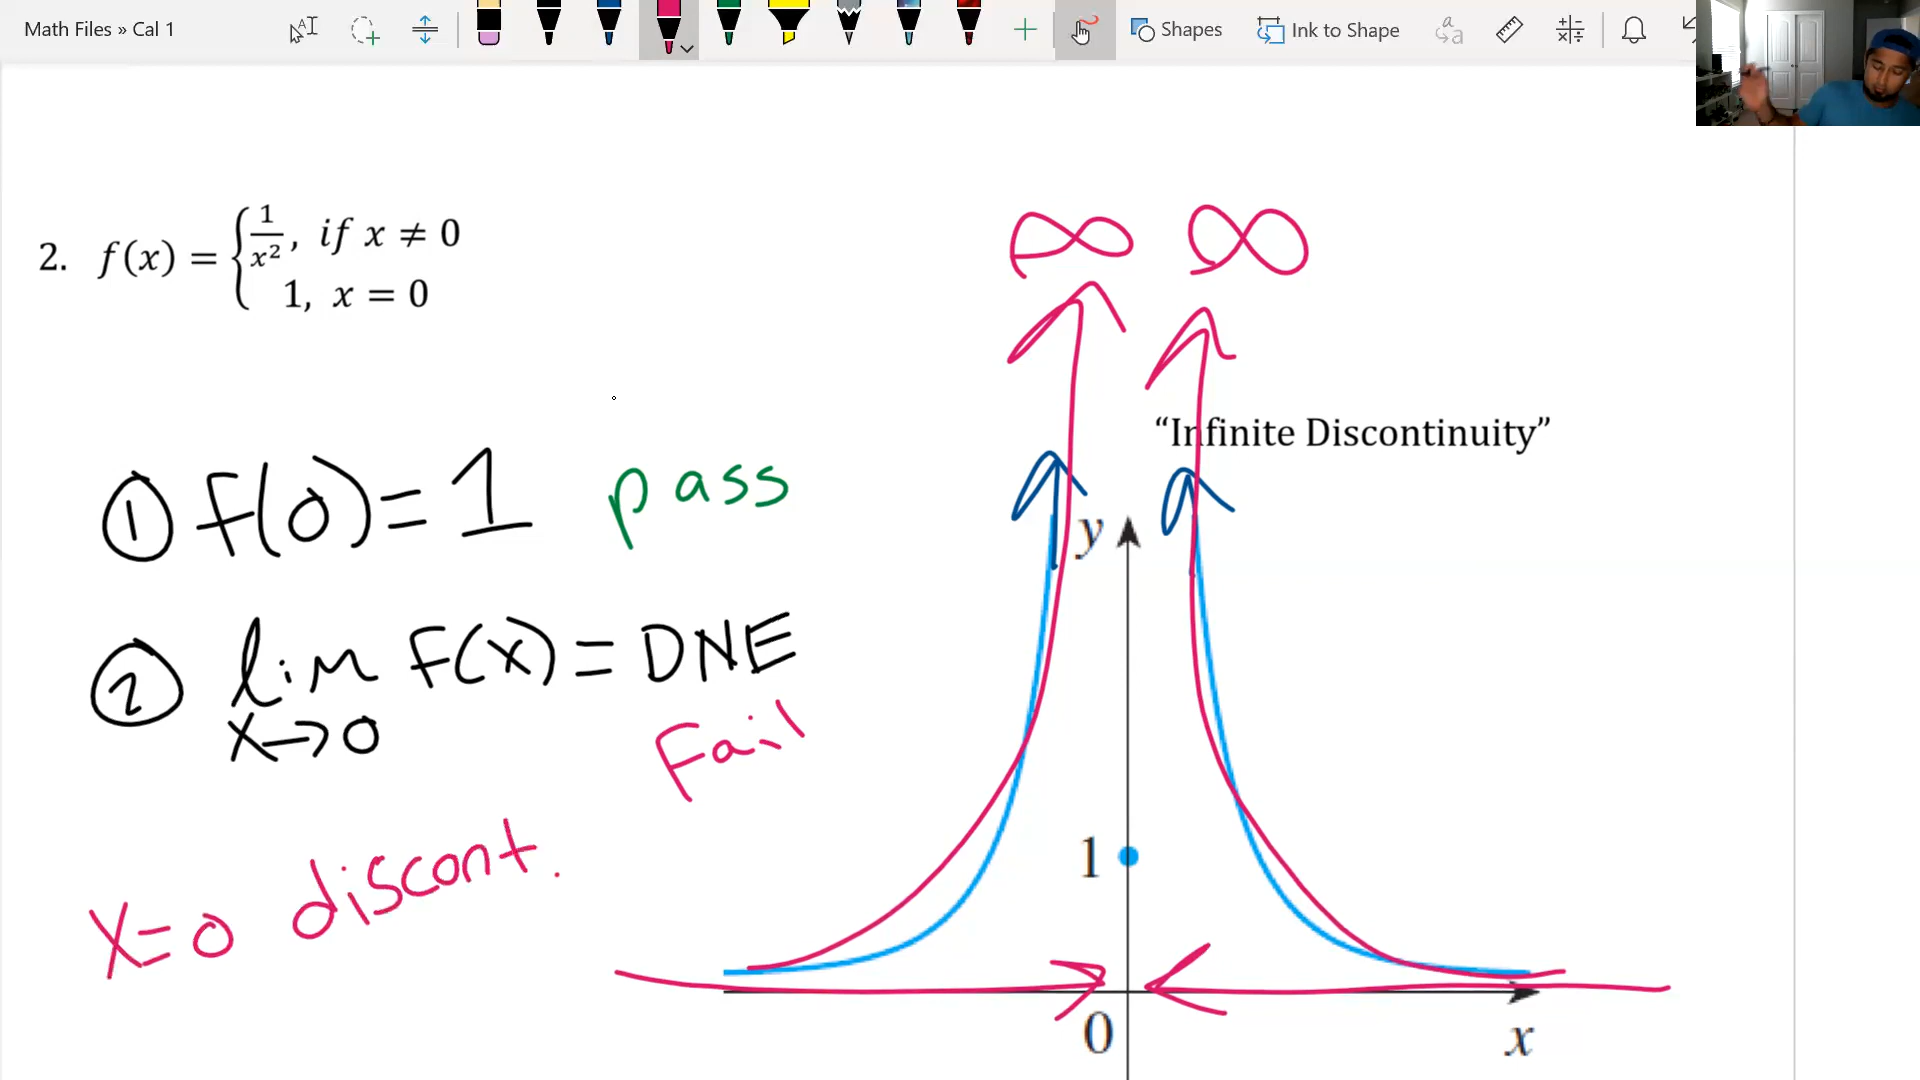 Math Files » Cal 1
Shapes
Ink to Shape
2. f(x) = { 1/x², if x ≠ 0
1, x = 0
∞ ∞
"Infinite Discontinuity"
① f(0) = 1 pass
y
② lim f(x) = DNE
x→0
Fail
1
x=0 discont.
0
x